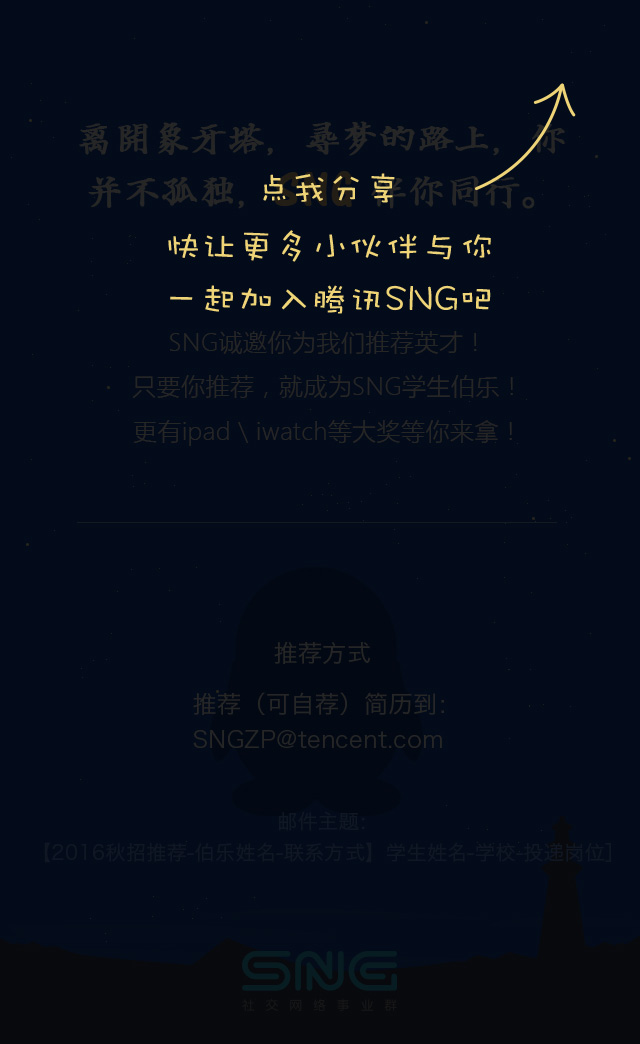 离開象牙塔，尋梦的路上，你
并不孤独，SNG 伴你同行。
点我分享
快让更多小伙伴与你
一起加入腾讯SNG吧
SNG诚邀你为我们推荐英才！
只要你推荐，就成为SNG学生伯乐！
更有ipad \ iwatch等大奖等你来拿！
推荐方式
推荐（可自荐）简历到：
SNGZP@tencent.com
邮件主题：
【2016秋招推荐-伯乐姓名-联系方式】学生姓名-学校-投递岗位]
SNG
社交网络事业群